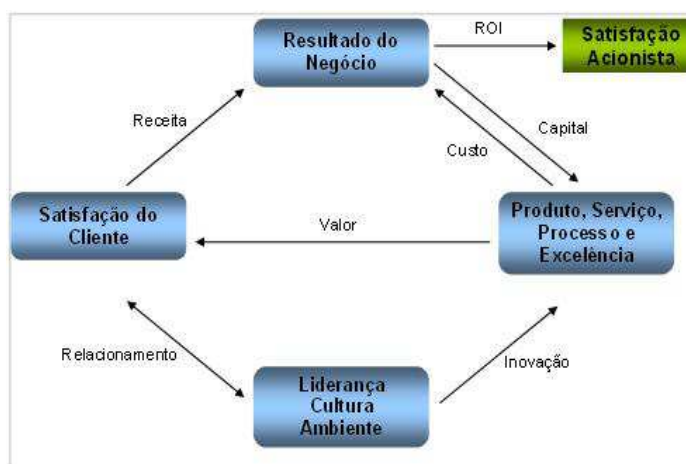 Resultado do
Negócio
ROI
Satisfação
Acionista
Receita
Custo
Capital
Satisfação do
Cliente
Valor
Produto, Serviço,
Processo e
Excelência
Relacionamento
Liderança
Cultura
Ambiente
Inovação